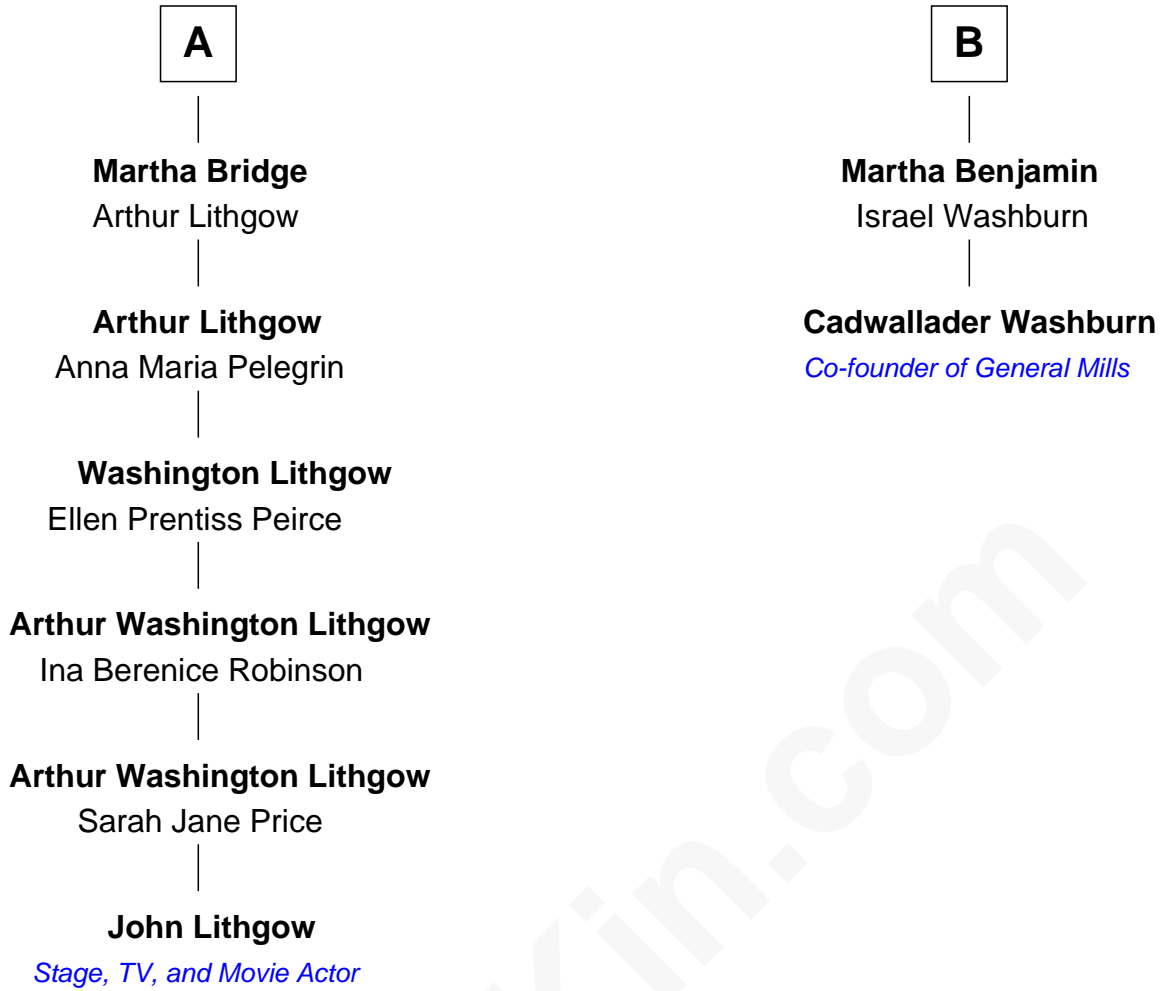 A
Martha Bridge
Arthur Lithgow
Arthur Lithgow
Anna Maria Pelegrin
Washington Lithgow
Ellen Prentiss Peirce
Arthur Washington Lithgow
Ina Berenice Robinson
Arthur Washington Lithgow
Sarah Jane Price
John Lithgow
Stage, TV, and Movie Actor
B
Martha Benjamin
Israel Washburn
Cadwallader Washburn
Co-founder of General Mills